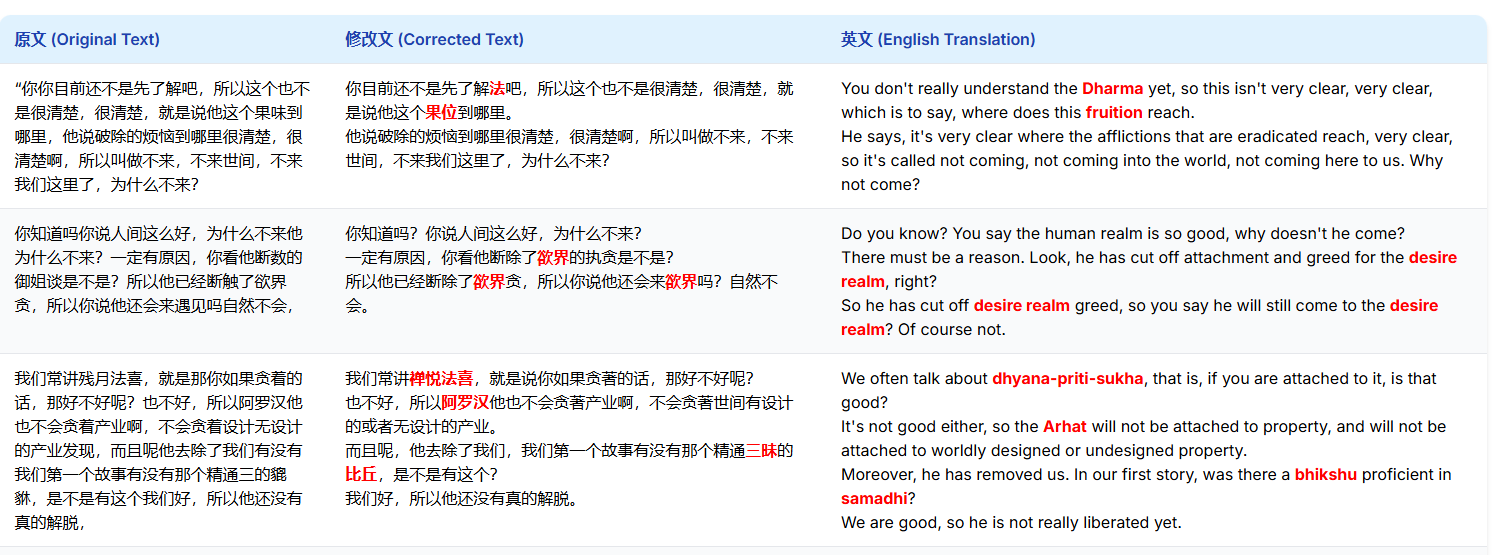 原文 (Original Text)
修改文 (Corrected Text)
英文 (English Translation)
“你你目前还不是先了解吧，所以这个也不
是很清楚，很清楚，就是说他这个果味到
哪里，他说破除的烦恼到哪里很清楚，很
清楚啊，所以叫做不来，不来世间，不来
我们这里了，为什么不来？
你目前还不是先了解法吧，所以这个也不是很清楚，很清楚，就
是说他这个果位到哪里。
他说破除的烦恼到哪里很清楚，很清楚啊，所以叫做不来，不来
世间，不来我们这里了，为什么不来？
You don't really understand the Dharma yet, so this isn't very clear, very clear,
which is to say, where does this fruition reach.
He says, it's very clear where the afflictions that are eradicated reach, very clear,
so it's called not coming, not coming into the world, not coming here to us. Why
not come?
你知道吗你说人间这么好，为什么不来他
为什么不来？一定有原因，你看他断数的
御姐谈是不是？所以他已经断触了欲界
贪，所以你说他还会来遇见吗自然不会，
你知道吗？你说人间这么好，为什么不来？
一定有原因，你看他断除了欲界的执贪是不是？
所以他已经断除了欲界贪，所以你说他还会来欲界吗？自然不
会。
Do you know? You say the human realm is so good, why doesn't he come?
There must be a reason. Look, he has cut off attachment and greed for the desire
realm, right?
So he has cut off desire realm greed, so you say he will still come to the desire
realm? Of course not.
我们常讲残月法喜，就是那你如果贪着的
话，那好不好呢？也不好，所以阿罗汉他
也不会贪着产业啊，不会贪着设计无设计
的产业发现，而且呢他去除了我们有没有
我们第一个故事有没有那个精通三的貔
貅，是不是有这个我们好，所以他还没有
真的解脱，
我们常讲禅悦法喜，就是说你如果贪著的话，那好不好呢？
也不好，所以阿罗汉他也不会贪著产业啊，不会贪著世间有设计
的或者无设计的产业。
而且呢，他去除了我们，我们第一个故事有没有那个精通三昧的
比丘，是不是有这个？
我们好，所以他还没有真的解脱。
We often talk about dhyana-priti-sukha, that is, if you are attached to it, is that
good?
It's not good either, so the Arhat will not be attached to property, and will not be
attached to worldly designed or undesigned property.
Moreover, he has removed us. In our first story, was there a bhikshu proficient in
samadhi?
We are good, so he is not really liberated yet.